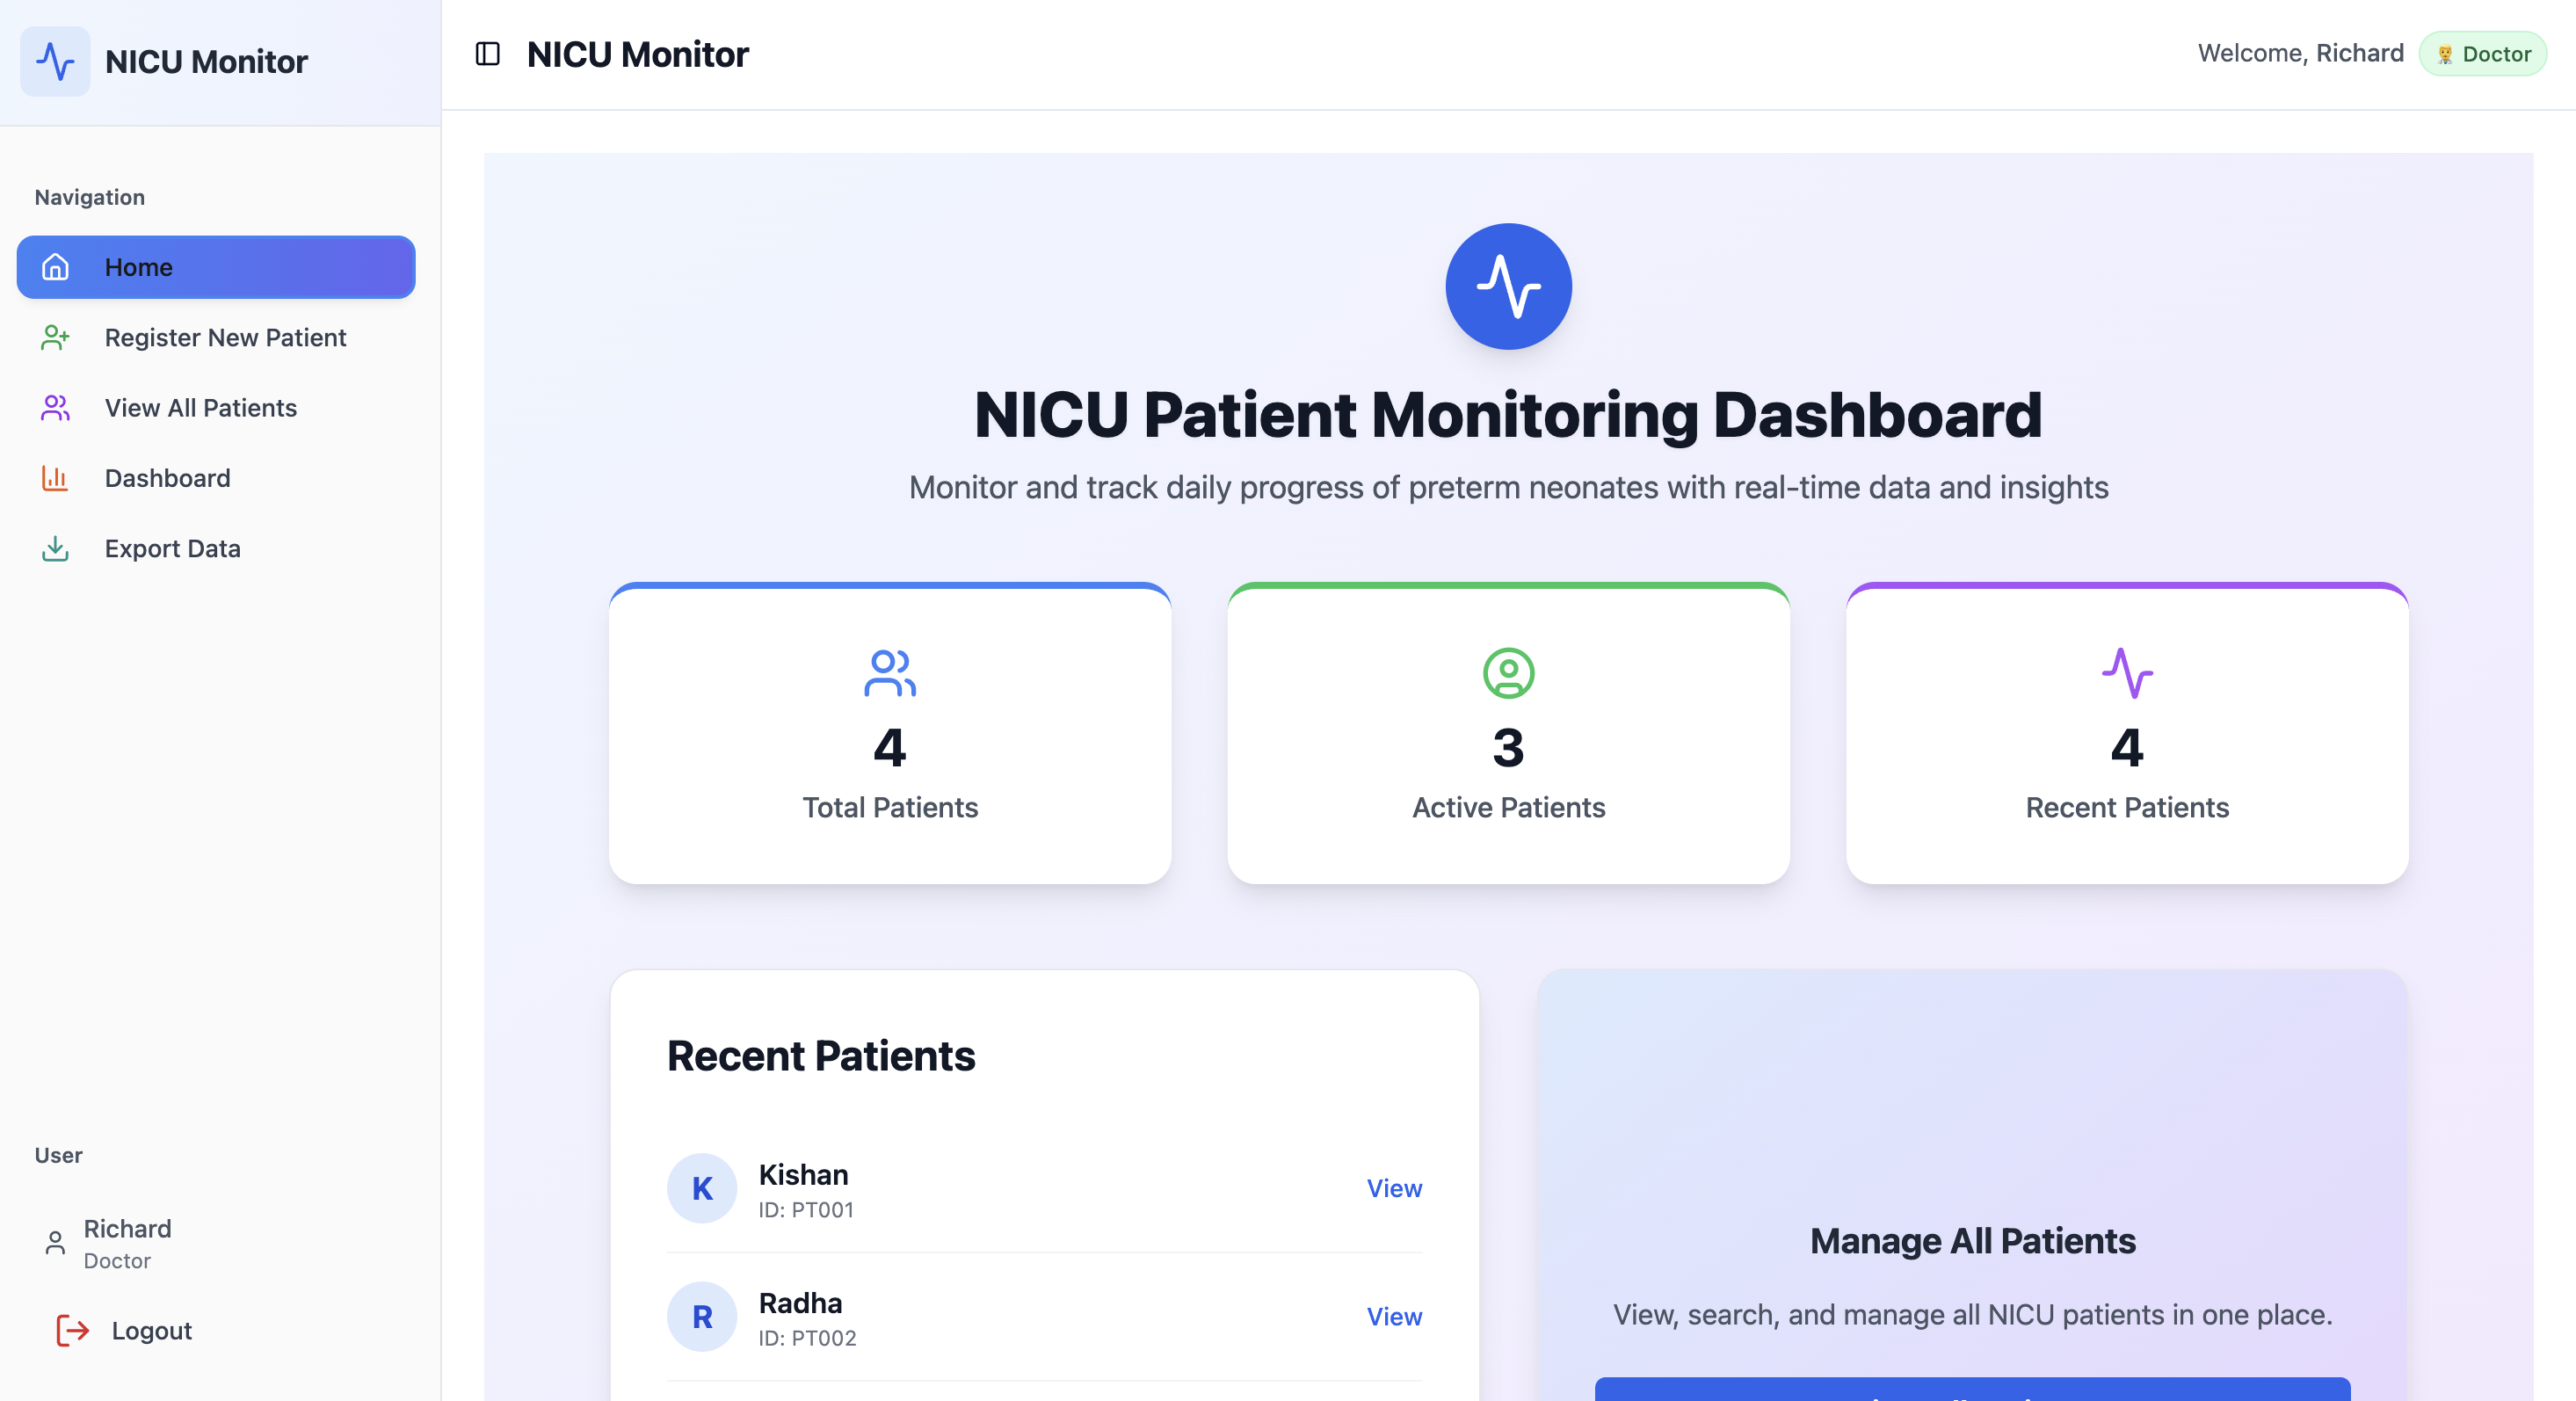 NICU Monitor
NICU Monitor
Welcome, Richard
Doctor
Navigation
Home
Register New Patient
View All Patients
Dashboard
Export Data
NICU Patient Monitoring Dashboard
Monitor and track daily progress of preterm neonates with real-time data and insights
4
Total Patients
3
Active Patients
4
Recent Patients
Recent Patients
K
Kishan
ID: PT001
View
R
Radha
ID: PT002
View
Manage All Patients
View, search, and manage all NICU patients in one place.
User
Richard
Doctor
Logout